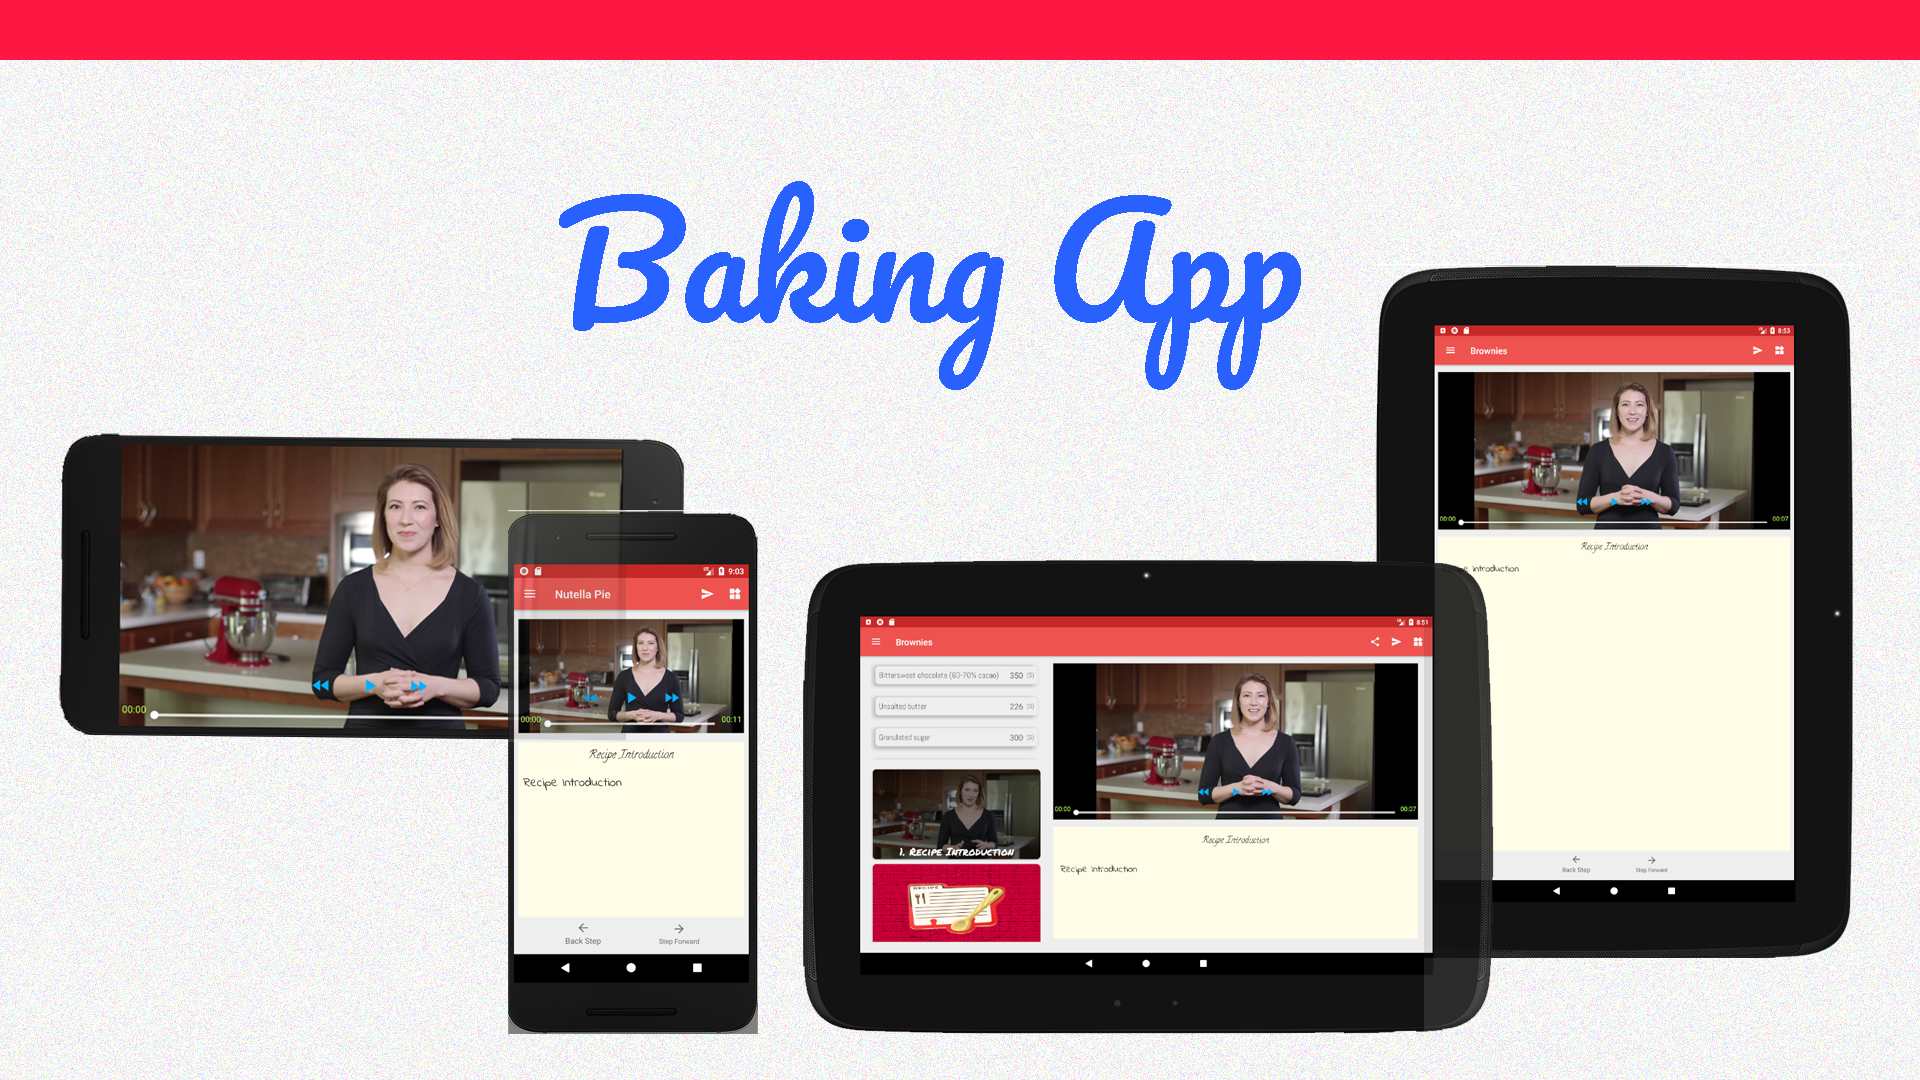 Baking App
00:00
9:03
Nutella Pie
00:00
00:11
Recipe Introduction
Recipe Introduction
Back Step
Step Forward
8:51
Brownies
Bittersweet chocolate (60-70% cacao) 350 (G)
Unsalted butter 226 (G)
Granulated sugar 300 (G)
1. Recipe Introduction
RECIPE
00:00
00:07
Recipe Introduction
Recipe Introduction
8:53
Brownies
00:00
00:07
Recipe Introduction
Introduction
Back Step
Step Forward